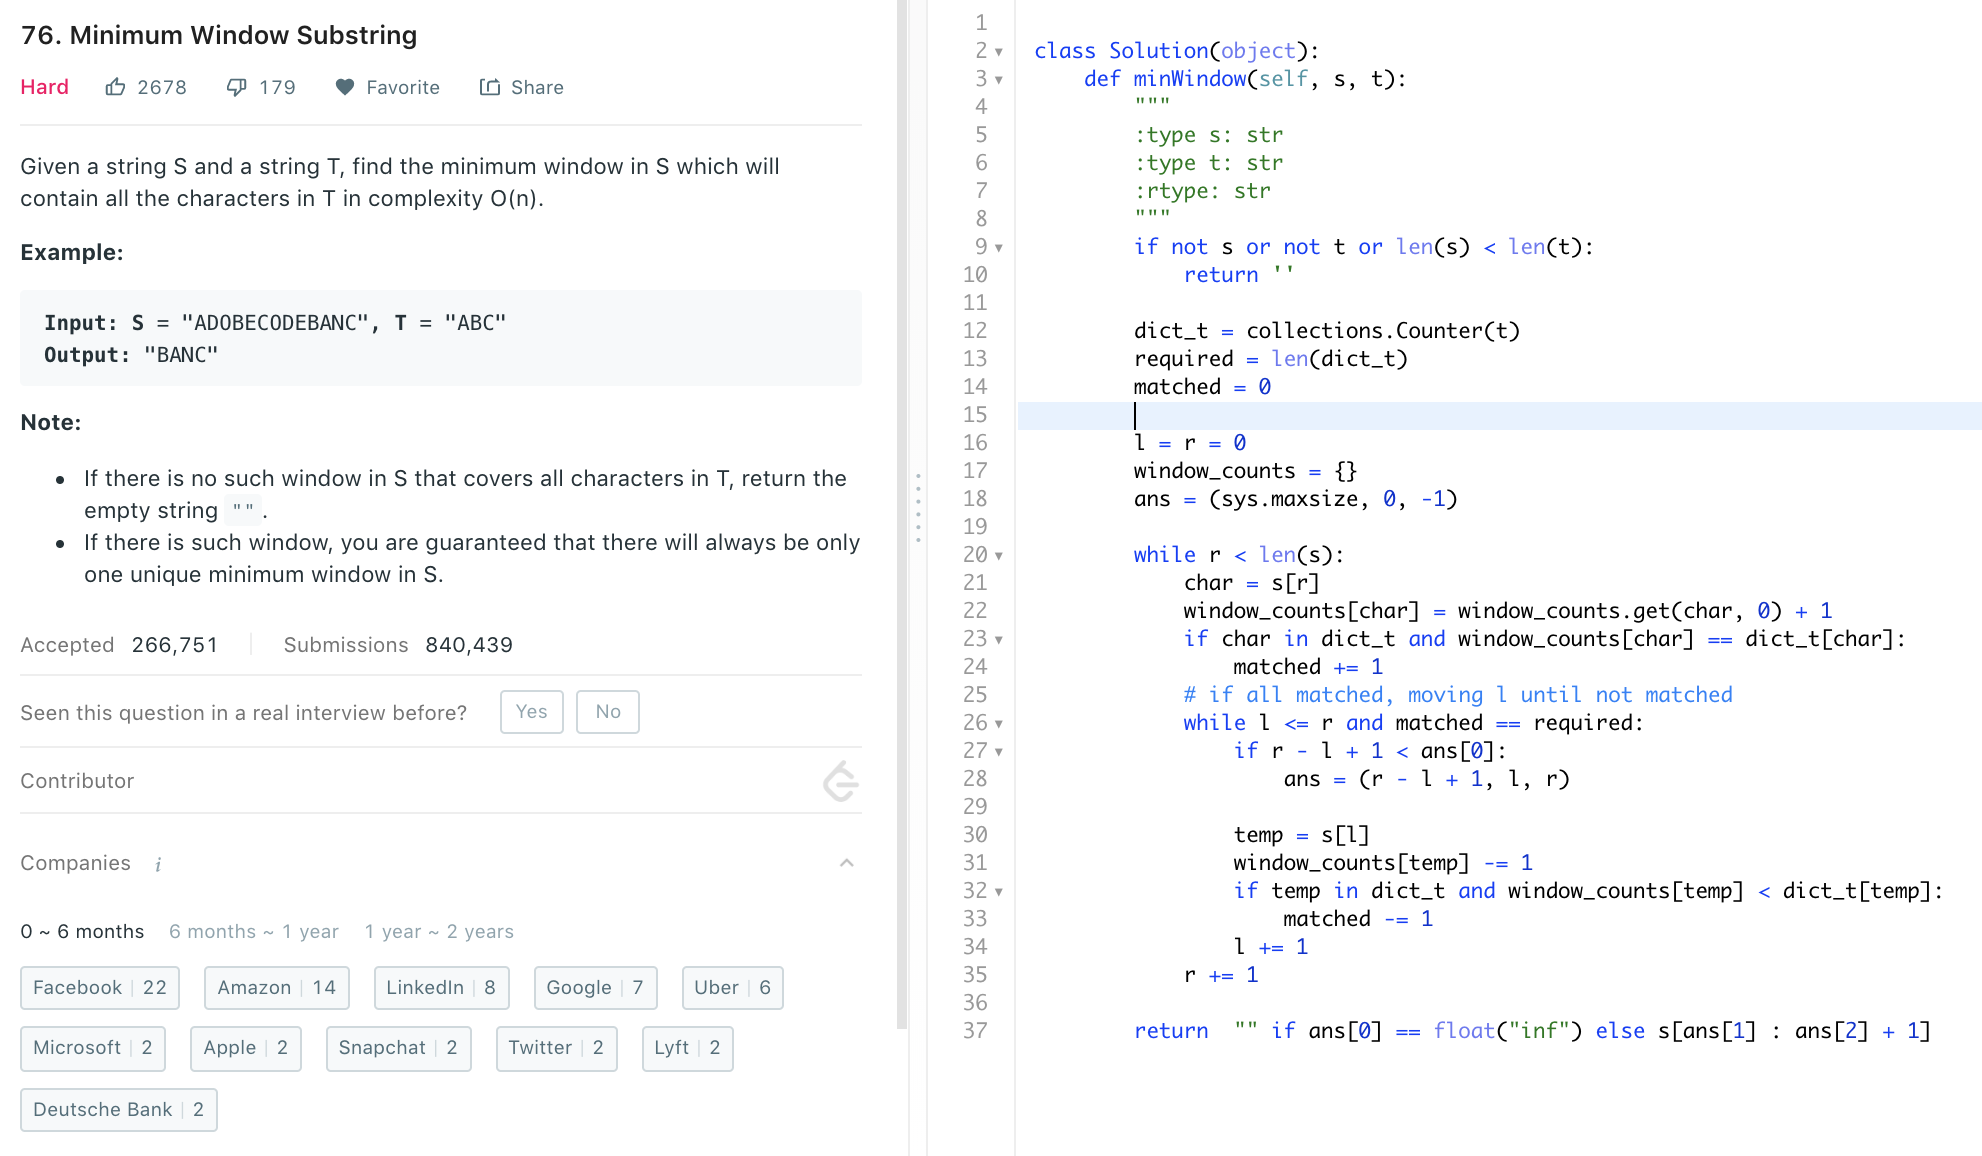 76. Minimum Window Substring
Hard 2678 179 Favorite Share
Given a string S and a string T, find the minimum window in S which will
contain all the characters in T in complexity O(n).
Example:
Input: S = "ADOBECODEBANC", T = "ABC"
Output: "BANC"
Note:
• If there is no such window in S that covers all characters in T, return the
empty string "".
• If there is such window, you are guaranteed that there will always be only
one unique minimum window in S.
Accepted 266,751 Submissions 840,439
Seen this question in a real interview before? Yes No
Contributor
Companies i
0 ~ 6 months 6 months ~ 1 year 1 year ~ 2 years
Facebook 22 Amazon 14 LinkedIn 8 Google 7 Uber 6
Microsoft 2 Apple 2 Snapchat 2 Twitter 2 Lyft 2
Deutsche Bank 2
1
2 class Solution(object):
3     def minWindow(self, s, t):
4         """
5         :type s: str
6         :type t: str
7         :rtype: str
8         """
9         if not s or not t or len(s) < len(t):
10             return ''
11
12         dict_t = collections.Counter(t)
13         required = len(dict_t)
14         matched = 0
15
16         l = r = 0
17         window_counts = {}
18         ans = (sys.maxsize, 0, -1)
19
20         while r < len(s):
21             char = s[r]
22             window_counts[char] = window_counts.get(char, 0) + 1
23             if char in dict_t and window_counts[char] == dict_t[char]:
24                 matched += 1
25             # if all matched, moving l until not matched
26             while l <= r and matched == required:
27                 if r - l + 1 < ans[0]:
28                     ans = (r - l + 1, l, r)
29
30                 temp = s[l]
31                 window_counts[temp] -= 1
32                 if temp in dict_t and window_counts[temp] < dict_t[temp]:
33                     matched -= 1
34                 l += 1
35             r += 1
36
37         return  "" if ans[0] == float("inf") else s[ans[1] : ans[2] + 1]